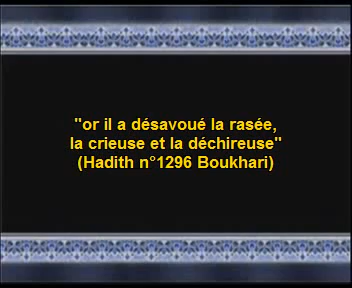 "or il a désavoué la rasée,
la crieuse et la déchireuse"
(Hadith n°1296 Boukhari)